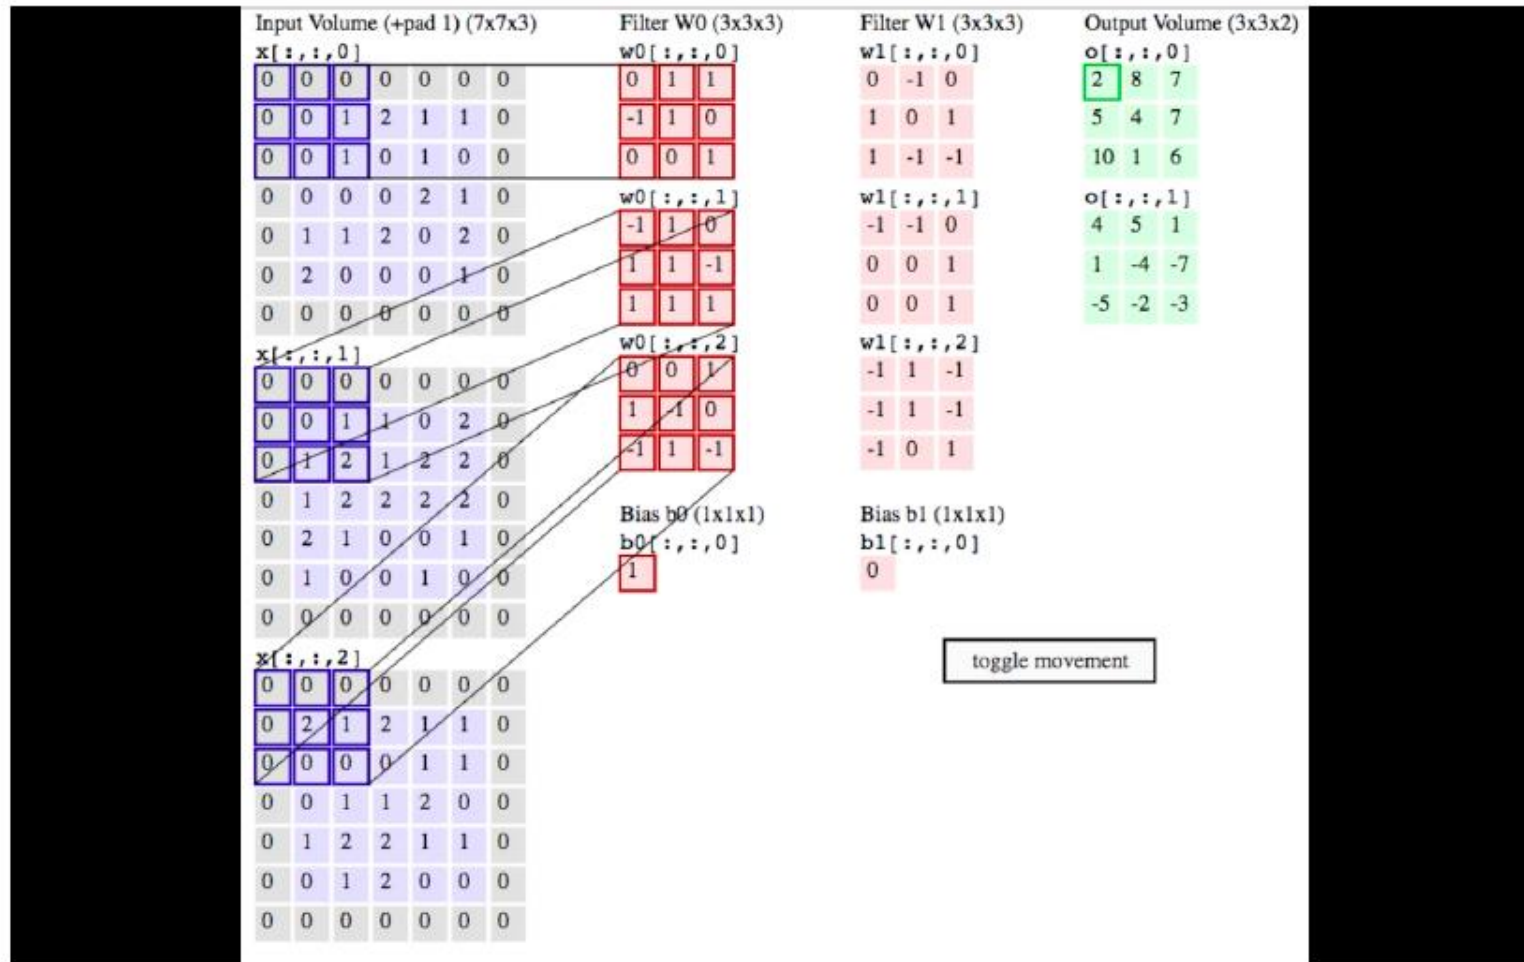 Input Volume (+pad 1) (7x7x3)
x[:,:,0]
0 0 0 0 0 0 0
0 0 1 2 1 1 0
0 0 1 0 1 0 0
0 0 0 0 2 1 0
0 1 1 2 0 2 0
0 2 0 0 0 1 0
0 0 0 0 0 0 0
x[:,:,1]
0 0 0 0 0 0 0
0 0 1 1 0 2 0
0 1 2 1 2 2 0
0 1 2 2 2 2 0
0 2 1 0 0 1 0
0 1 0 0 1 0 0
0 0 0 0 0 0 0
x[:,:,2]
0 0 0 0 0 0 0
0 2 1 2 1 1 0
0 0 0 0 1 1 0
0 0 1 1 2 0 0
0 1 2 2 1 1 0
0 0 1 2 0 0 0
0 0 0 0 0 0 0
Filter W0 (3x3x3)
w0[:,:,0]
0 1 1
-1 1 0
0 0 1
w0[:,:,1]
-1 1 0
1 1 -1
1 1 1
w0[:,:,2]
0 0 1
1 -1 0
-1 1 -1
Bias b0 (1x1x1)
b0[:,:,0]
1
Filter W1 (3x3x3)
w1[:,:,0]
0 -1 0
1 0 1
1 -1 -1
w1[:,:,1]
-1 -1 0
0 0 1
0 0 1
w1[:,:,2]
-1 1 -1
-1 1 -1
-1 0 1
Bias b1 (1x1x1)
b1[:,:,0]
0
Output Volume (3x3x2)
o[:,:,0]
2 8 7
5 4 7
10 1 6
o[:,:,1]
4 5 1
1 -4 -7
-5 -2 -3
toggle movement